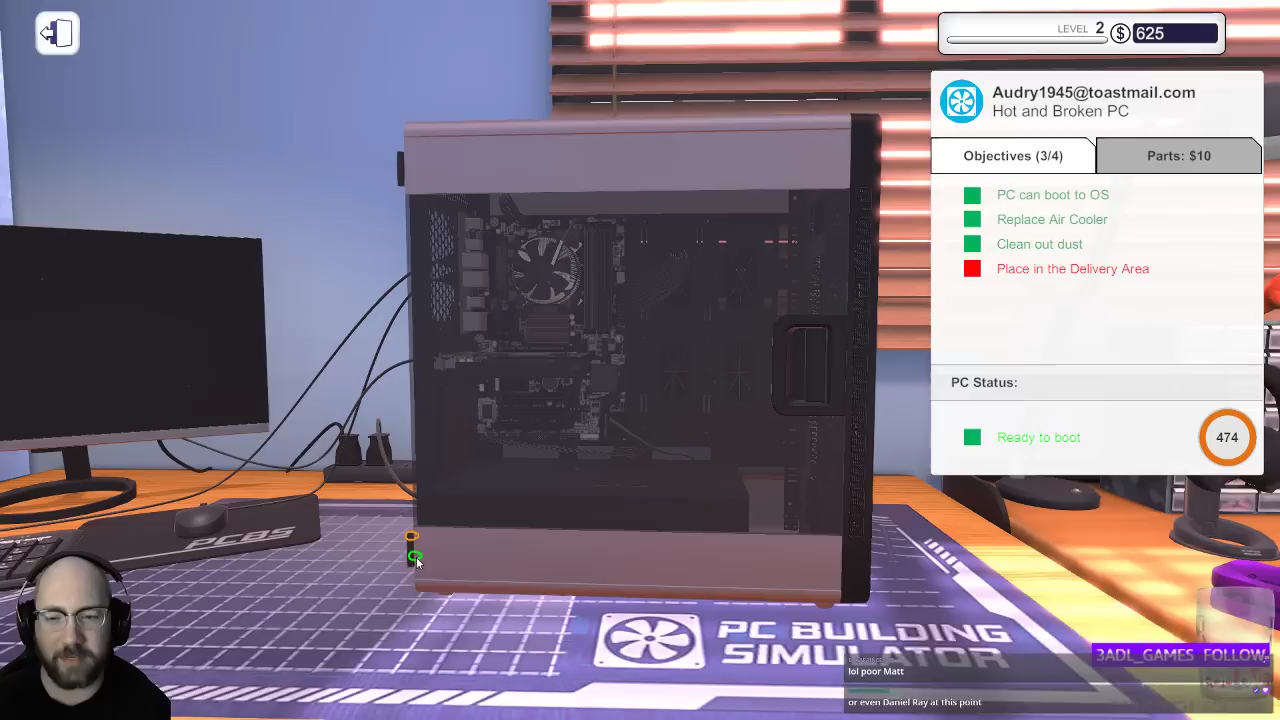 LEVEL 2
$ 625
Audry1945@toastmail.com
Hot and Broken PC
Objectives (3/4)
Parts: $10
PC can boot to OS
Replace Air Cooler
Clean out dust
Place in the Delivery Area
PC Status:
Ready to boot
474
PCBS
PC BUILDING
SIMULATOR
3ADL_GAMES FOLLOW
lol poor Matt
or even Daniel Ray at this point